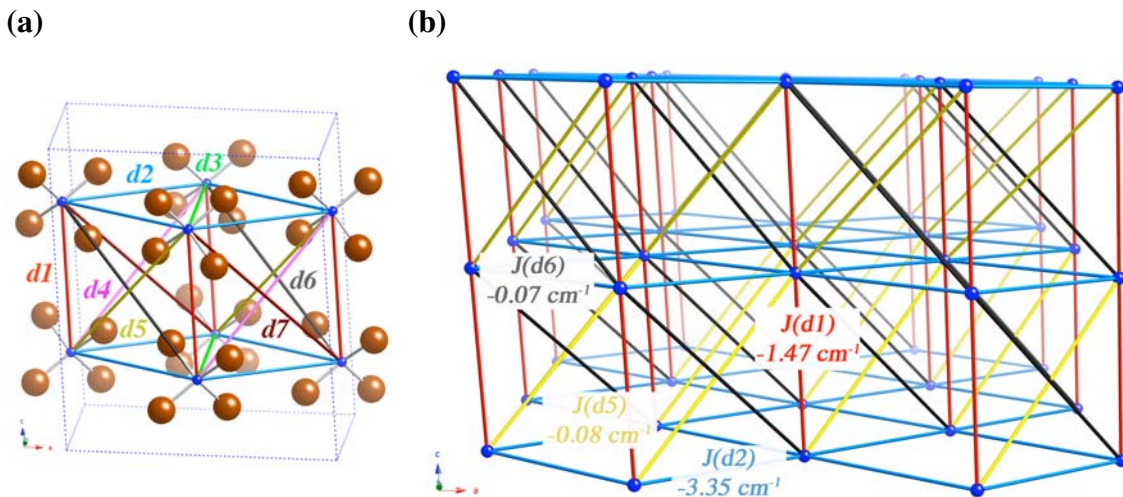 (a)
(b)
d3
d2
d1
d4
d6
d5
d7
c
a
J(d6)
-0.07 cm-1
J(d1)
-1.47 cm-1
J(d5)
-0.08 cm-1
J(d2)
-3.35 cm-1
c
a